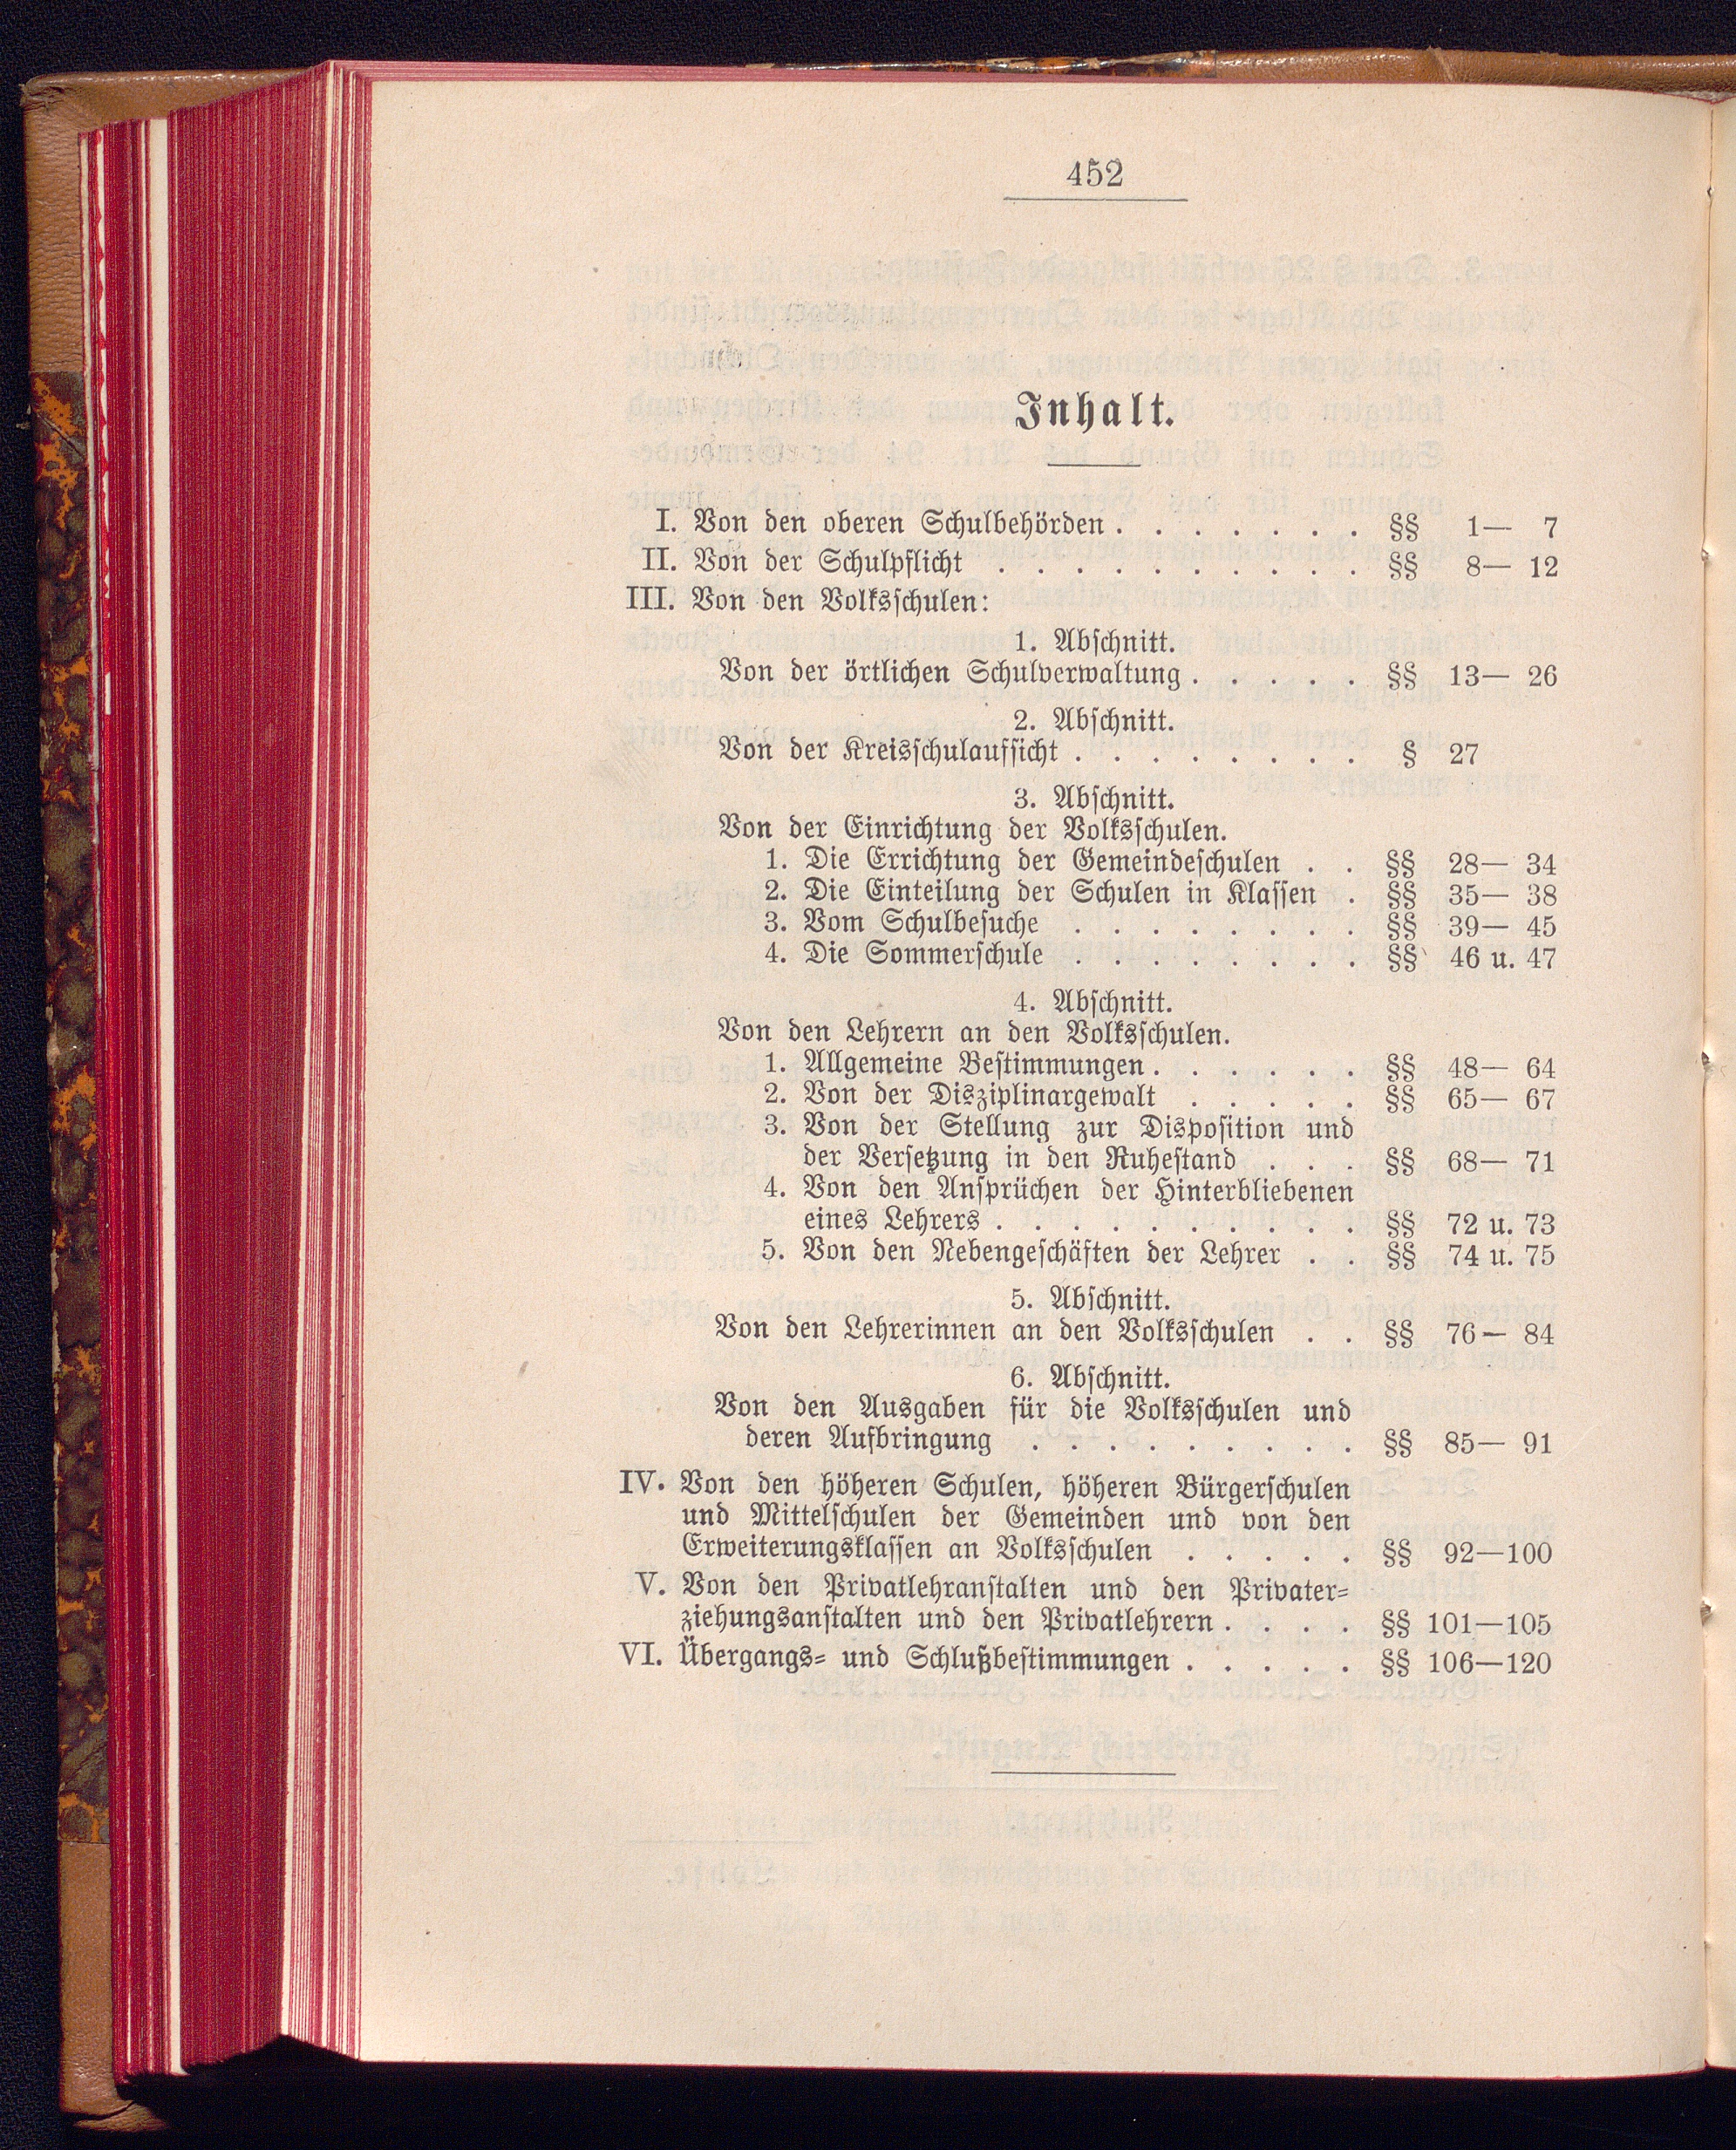 452
Inhalt.
I. Von den oberen Schulbehörden . . . . . . . §§ 1— 7
II. Von der Schulpflicht . . . . . . . . . . §§ 8— 12
III. Von den Volksschulen:
1. Abschnitt.
Von der örtlichen Schulverwaltung . . . . . §§ 13— 26
2. Abschnitt.
Von der Kreisschulaufsicht . . . . . . . . § 27
3. Abschnitt.
Von der Einrichtung der Volksschulen.
1. Die Errichtung der Gemeindeschulen . . §§ 28— 34
2. Die Einteilung der Schulen in Klassen . §§ 35— 38
3. Vom Schulbesuche . . . . . . . . §§ 39— 45
4. Die Sommerschule . . . . . . . . §§ 46 u. 47
4. Abschnitt.
Von den Lehrern an den Volksschulen.
1. Allgemeine Bestimmungen . . . . . . §§ 48— 64
2. Von der Disziplinargewalt . . . . . §§ 65— 67
3. Von der Stellung zur Disposition und
der Versetzung in den Ruhestand . . . §§ 68— 71
4. Von den Ansprüchen der Hinterbliebenen
eines Lehrers . . . . . . . . . . §§ 72 u. 73
5. Von den Nebengeschäften der Lehrer . . §§ 74 u. 75
5. Abschnitt.
Von den Lehrerinnen an den Volksschulen . . §§ 76— 84
6. Abschnitt.
Von den Ausgaben für die Volksschulen und
deren Aufbringung . . . . . . . . . §§ 85— 91
IV. Von den höheren Schulen, höheren Bürgerschulen
und Mittelschulen der Gemeinden und von den
Erweiterungsklassen an Volksschulen . . . . . §§ 92—100
V. Von den Privatlehranstalten und den Privater=
ziehungsanstalten und den Privatlehrern . . . . §§ 101—105
VI. Übergangs= und Schlußbestimmungen . . . . . §§ 106—120